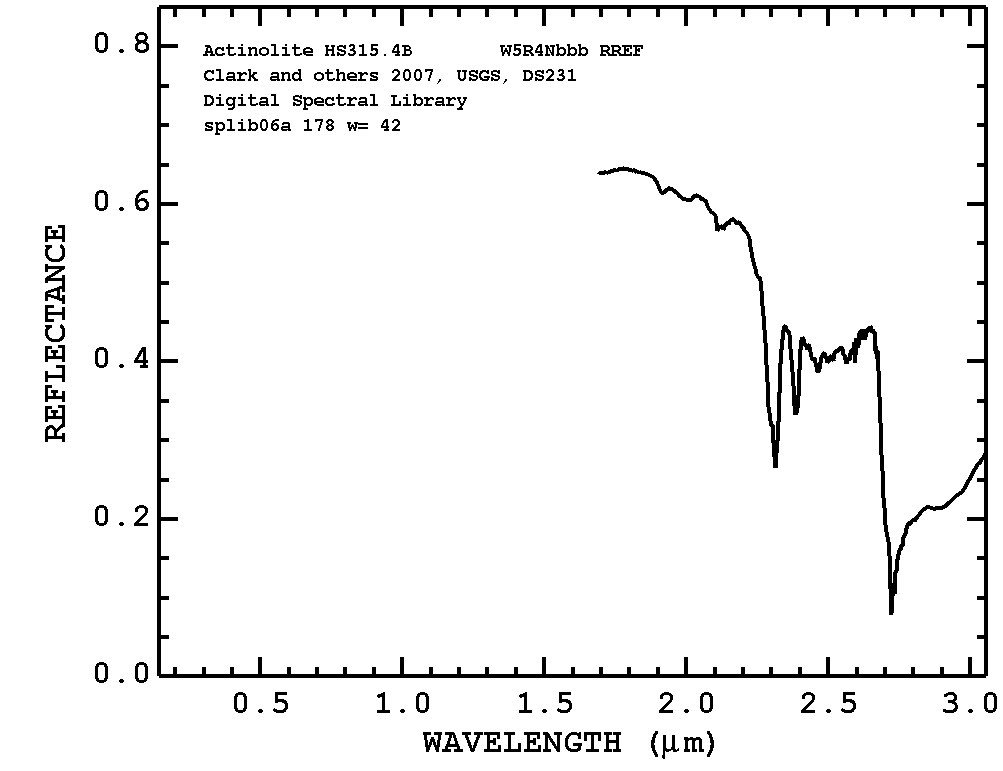 Actinolite HS315.4B W5R4Nbbb RREF
Clark and others 2007, USGS, DS231
Digital Spectral Library
splib06a 178 w= 42
REFLECTANCE
0.8
0.6
0.4
0.2
0.0
0.5 1.0 1.5 2.0 2.5 3.0
WAVELENGTH (μm)